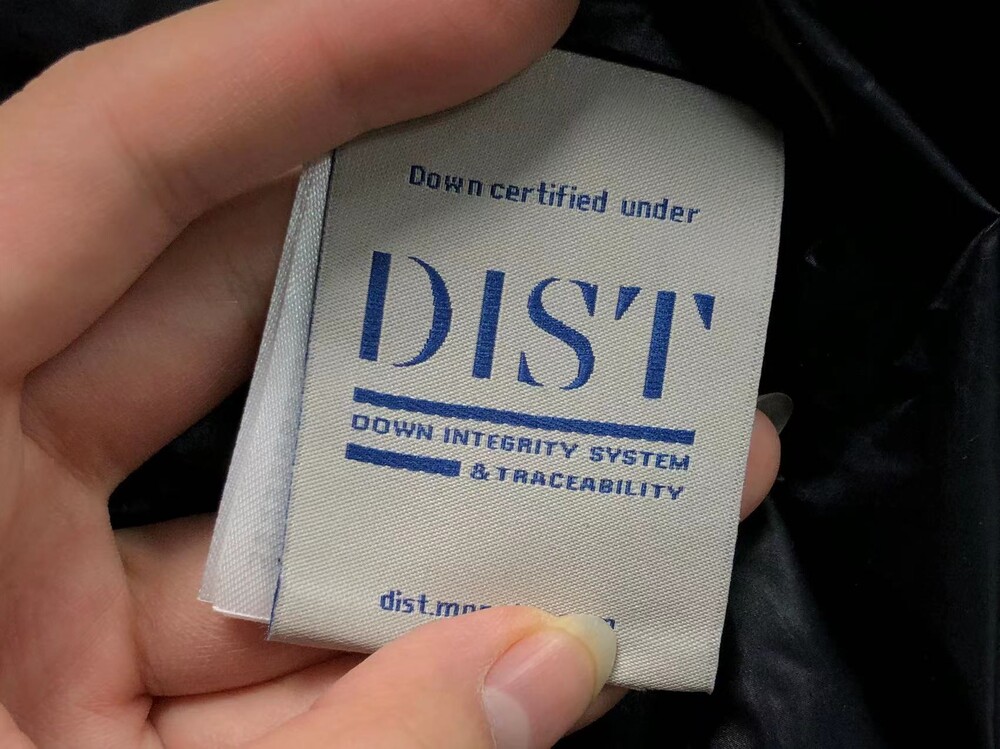 Down certified under
DIST
DOWN INTEGRITY SYSTEM
& TRACEABILITY